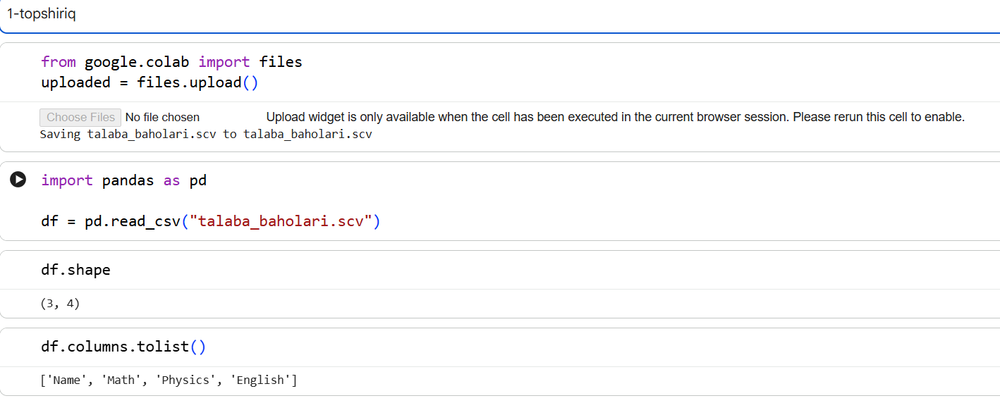 1-topshiriq
from google.colab import files
uploaded = files.upload()
Choose Files No file chosen Upload widget is only available when the cell has been executed in the current browser session. Please rerun this cell to enable.
Saving talaba_baholari.scv to talaba_baholari.scv
import pandas as pd
df = pd.read_csv("talaba_baholari.scv")
df.shape
(3, 4)
df.columns.tolist()
['Name', 'Math', 'Physics', 'English']